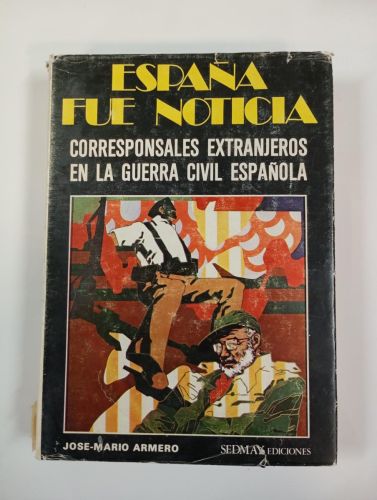 ESPAÑA
FUE NOTICIA
CORRESPONSALES EXTRANJEROS
EN LA GUERRA CIVIL ESPAÑOLA
JOSE-MARIO ARMERO
SEDMAY EDICIONES